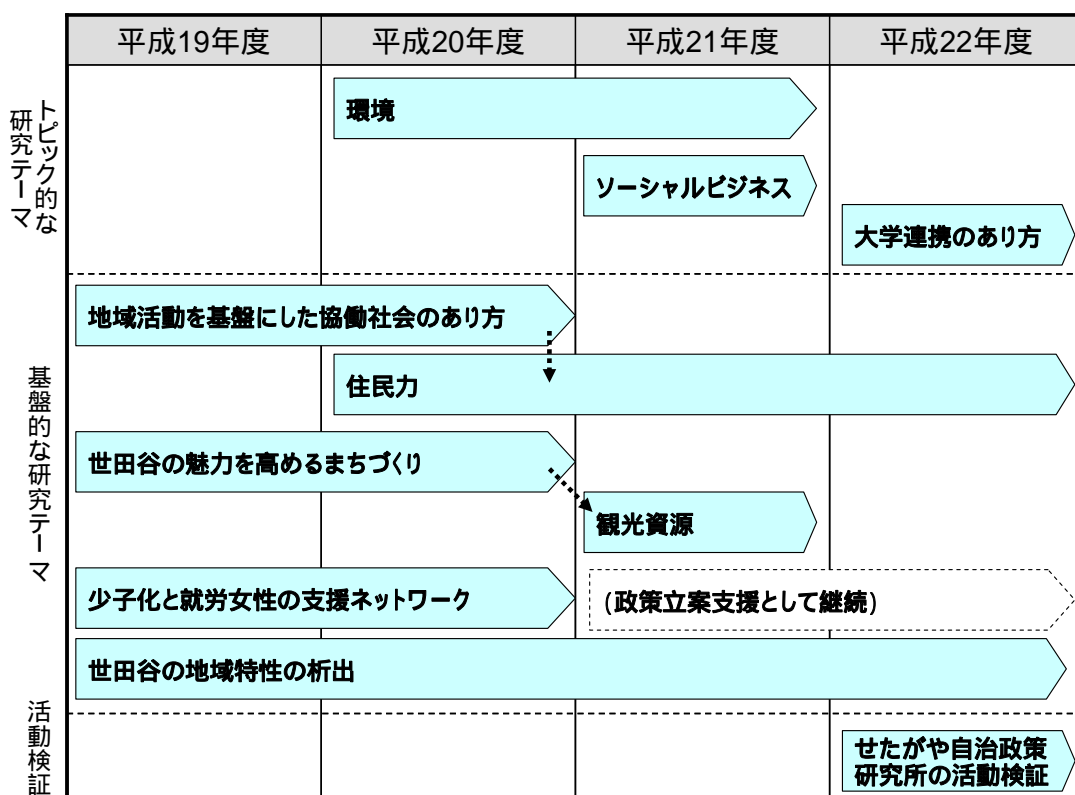 平成19年度
平成20年度
平成21年度
平成22年度
トピック的な
研究テーマ
環境
ソーシャルビジネス
大学連携のあり方
基盤的な研究テーマ
地域活動を基盤にした協働社会のあり方
住民力
世田谷の魅力を高めるまちづくり
観光資源
少子化と就労女性の支援ネットワーク
(政策立案支援として継続)
世田谷の地域特性の析出
活動検証
せたがや自治政策
研究所の活動検証